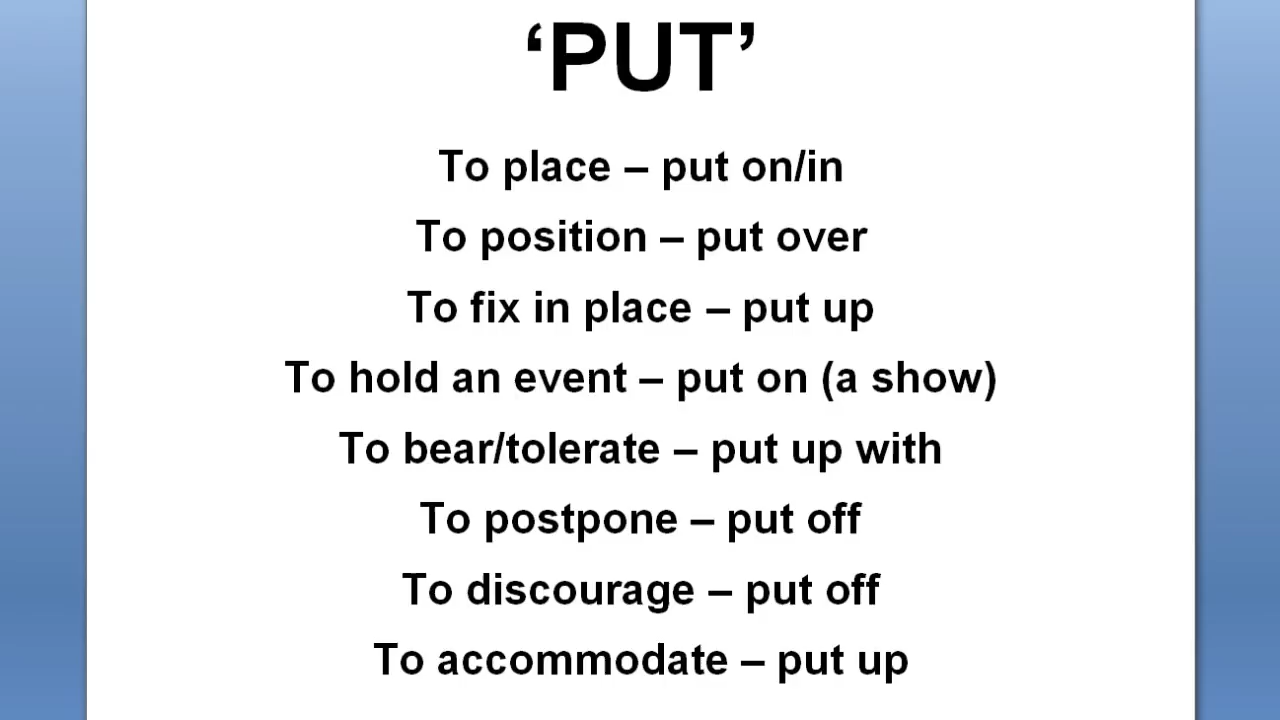 ‘PUT’
To place – put on/in
To position – put over
To fix in place – put up
To hold an event – put on (a show)
To bear/tolerate – put up with
To postpone – put off
To discourage – put off
To accommodate – put up